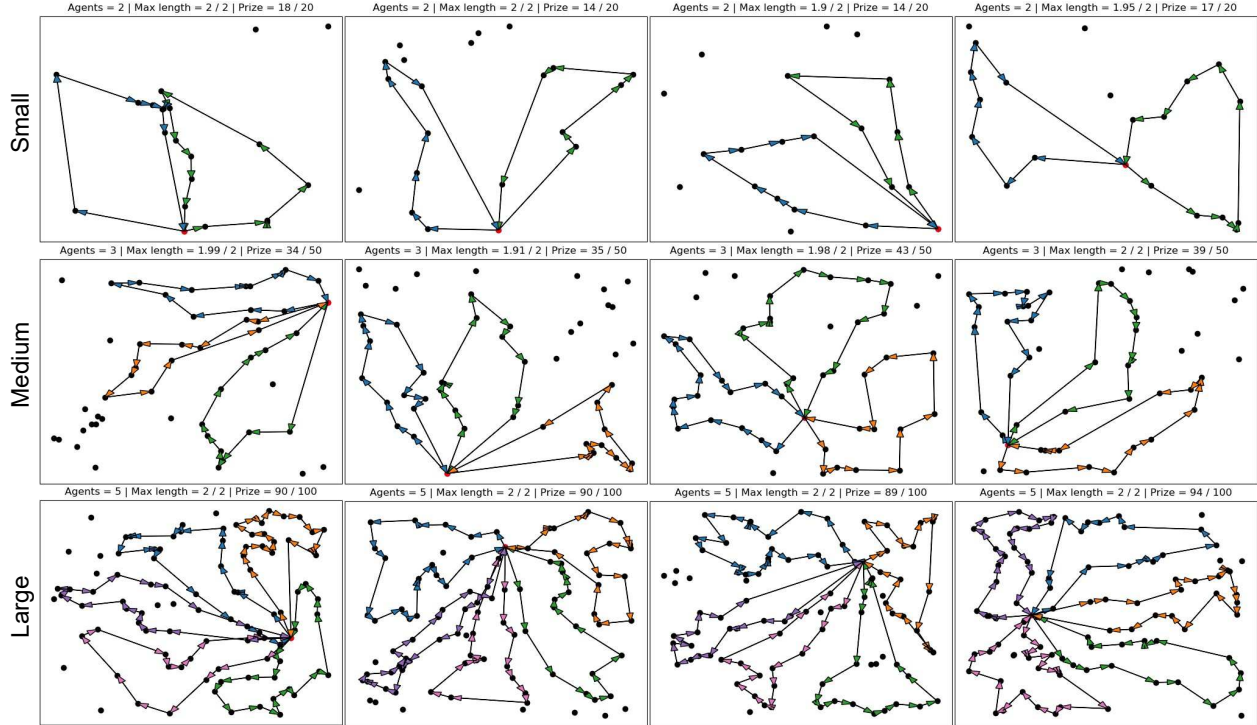 Agents = 2 | Max length = 2 / 2 | Prize = 18 / 20
Agents = 2 | Max length = 2 / 2 | Prize = 14 / 20
Agents = 2 | Max length = 1.9 / 2 | Prize = 14 / 20
Agents = 2 | Max length = 1.95 / 2 | Prize = 17 / 20
Small
Agents = 3 | Max length = 1.99 / 2 | Prize = 34 / 50
Agents = 3 | Max length = 1.91 / 2 | Prize = 35 / 50
Agents = 3 | Max length = 1.98 / 2 | Prize = 43 / 50
Agents = 3 | Max length = 2 / 2 | Prize = 39 / 50
Medium
Agents = 5 | Max length = 2 / 2 | Prize = 90 / 100
Agents = 5 | Max length = 2 / 2 | Prize = 90 / 100
Agents = 5 | Max length = 2 / 2 | Prize = 89 / 100
Agents = 5 | Max length = 2 / 2 | Prize = 94 / 100
Large